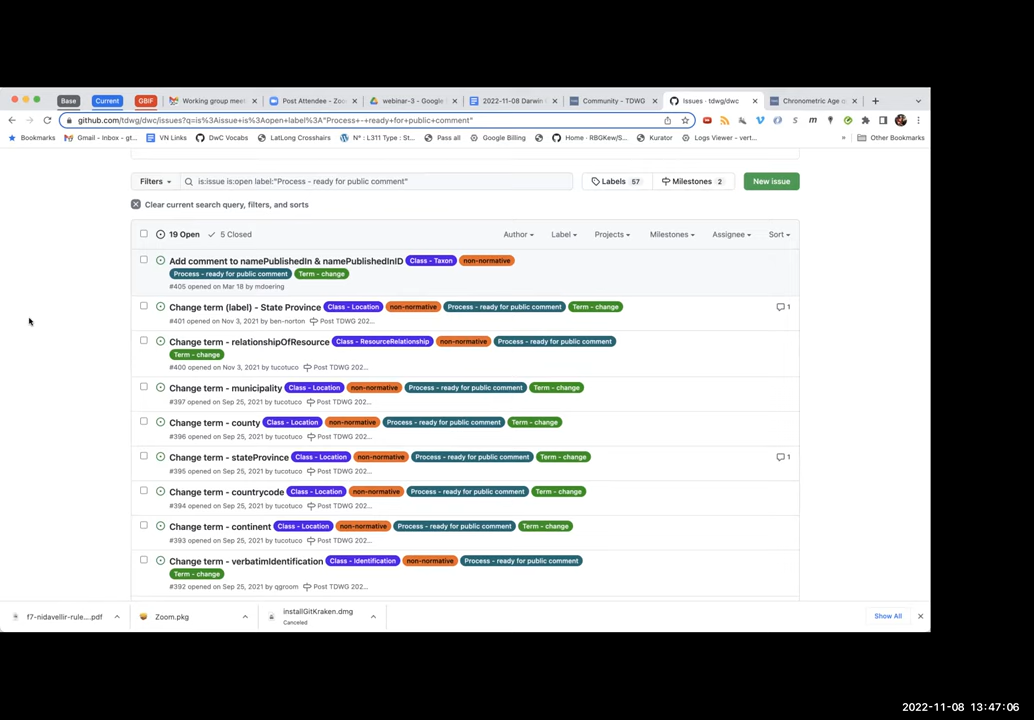 Base Current GBIF Working group mee Post Attendee - Zoo webinar-3 - Google 2022-11-08 Darwin Community - TDWG Issues · tdwg/dwc Chronometric Age
github.com/tdwg/dwc/issues?q=is%3Aissue+is%3Aopen+label%3A"Process+-+ready+for+public+comment"
Bookmarks Gmail - Inbox - gt... VN Links DwC Vocabs LatLong Crosshairs N° : L311 Type : St... Pass all Google Billing Home · RBGKew/S... Kurator Logs Viewer - vert... » Other Bookmarks
Filters is:issue is:open label:"Process - ready for public comment" Labels 57 Milestones 2 New issue
Clear current search query, filters, and sorts
19 Open 5 Closed Author Label Projects Milestones Assignee Sort
Add comment to namePublishedIn & namePublishedInID Class - Taxon non-normative
Process - ready for public comment Term - change
#405 opened on Mar 18 by mdoering
Change term (label) - State Province Class - Location non-normative Process - ready for public comment Term - change 1
#401 opened on Nov 3, 2021 by ben-norton Post TDWG 202...
Change term - relationshipOfResource Class - ResourceRelationship non-normative Process - ready for public comment
Term - change
#400 opened on Nov 3, 2021 by tucotuco Post TDWG 202...
Change term - municipality Class - Location non-normative Process - ready for public comment Term - change
#397 opened on Sep 25, 2021 by tucotuco Post TDWG 202...
Change term - county Class - Location non-normative Process - ready for public comment Term - change
#396 opened on Sep 25, 2021 by tucotuco Post TDWG 202...
Change term - stateProvince Class - Location non-normative Process - ready for public comment Term - change 1
#395 opened on Sep 25, 2021 by tucotuco Post TDWG 202...
Change term - countrycode Class - Location non-normative Process - ready for public comment Term - change
#394 opened on Sep 25, 2021 by tucotuco Post TDWG 202...
Change term - continent Class - Location non-normative Process - ready for public comment Term - change
#393 opened on Sep 25, 2021 by tucotuco Post TDWG 202...
Change term - verbatimIdentification Class - Identification non-normative Process - ready for public comment
Term - change
#392 opened on Sep 25, 2021 by qgroom Post TDWG 202...
f7-nidavellir-rule....pdf Zoom.pkg installGitKraken.dmg Show All
Canceled
2022-11-08 13:47:06